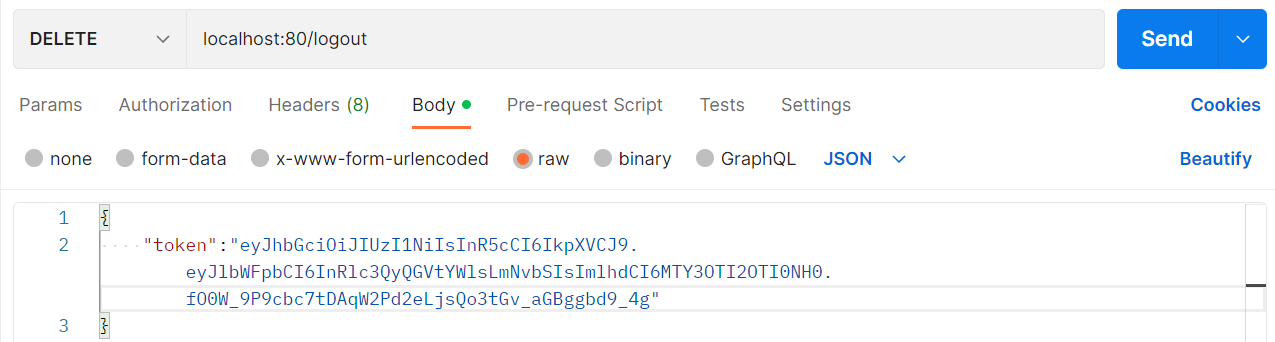 DELETE localhost:80/logout Send
Params Authorization Headers (8) Body Pre-request Script Tests Settings Cookies
none form-data x-www-form-urlencoded raw binary GraphQL JSON Beautify
1 {
2 "token":"eyJhbGciOiJIUzI1NiIsInR5cCI6IkpXVCJ9.
eyJlbWFpbCI6InRlc3QyQGVtYWlsLmNvbSIsImlhdCI6MTY3OTI2OTI0NH0.
fO0W_9P9cbc7tDAqW2Pd2eLjsQo3tGv_aGBggbd9_4g"
3 }